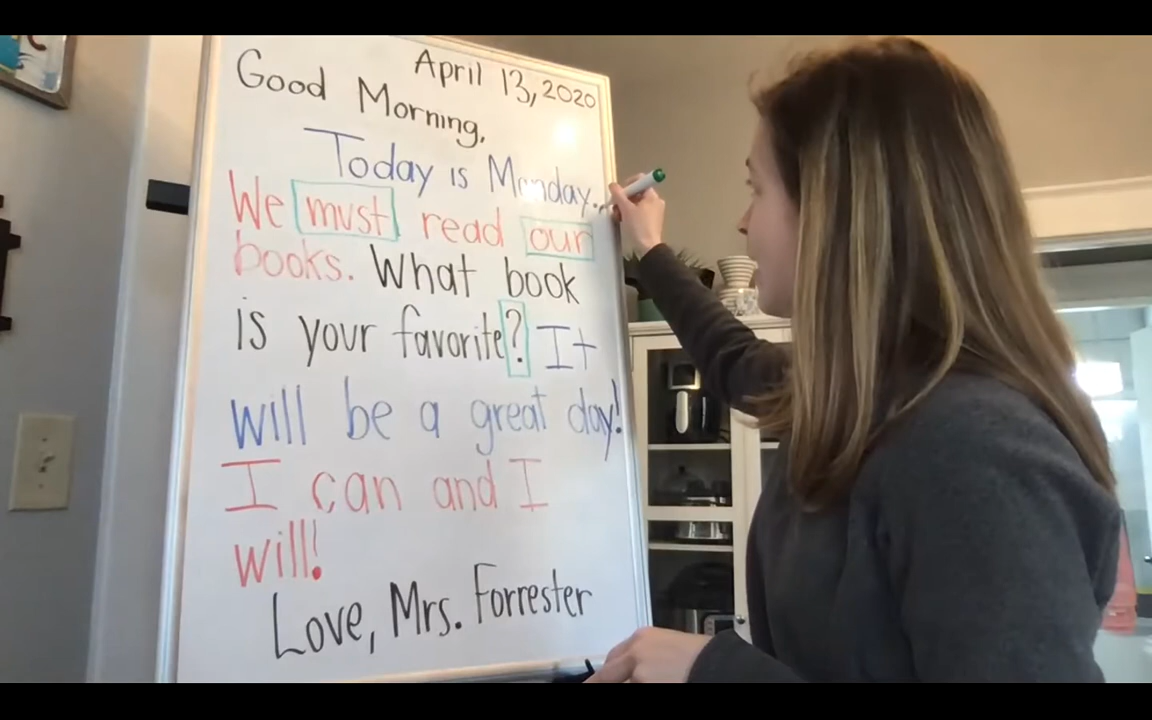 April 13, 2020
Good Morning,
Today is Monday.
We must read our
books. What book
is your favorite? It
will be a great day!
I can and I
will!
Love, Mrs. Forrester